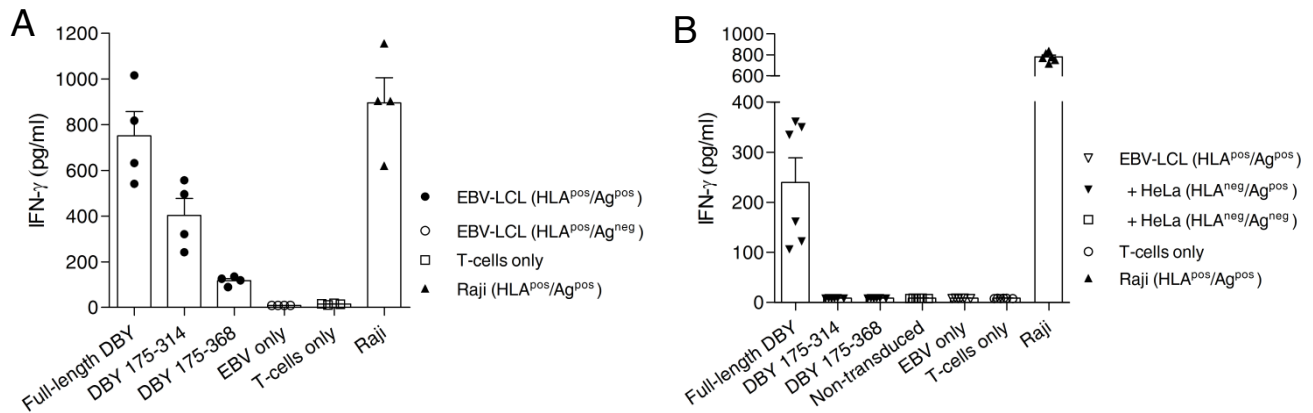 A
IFN-γ (pg/ml)
1200
1000
800
600
400
200
0
Full-length DBY
DBY 175-314
DBY 175-368
EBV only
T-cells only
Raji
EBV-LCL (HLApos/Agpos)
EBV-LCL (HLApos/Agneg)
T-cells only
Raji (HLApos/Agpos)
B
IFN-γ (pg/ml)
1000
800
600
400
300
200
100
0
Full-length DBY
DBY 175-314
DBY 175-368
Non-transduced
EBV only
T-cells only
Raji
EBV-LCL (HLApos/Agpos)
+ HeLa (HLAneg/Agpos)
+ HeLa (HLAneg/Agneg)
T-cells only
Raji (HLApos/Agpos)